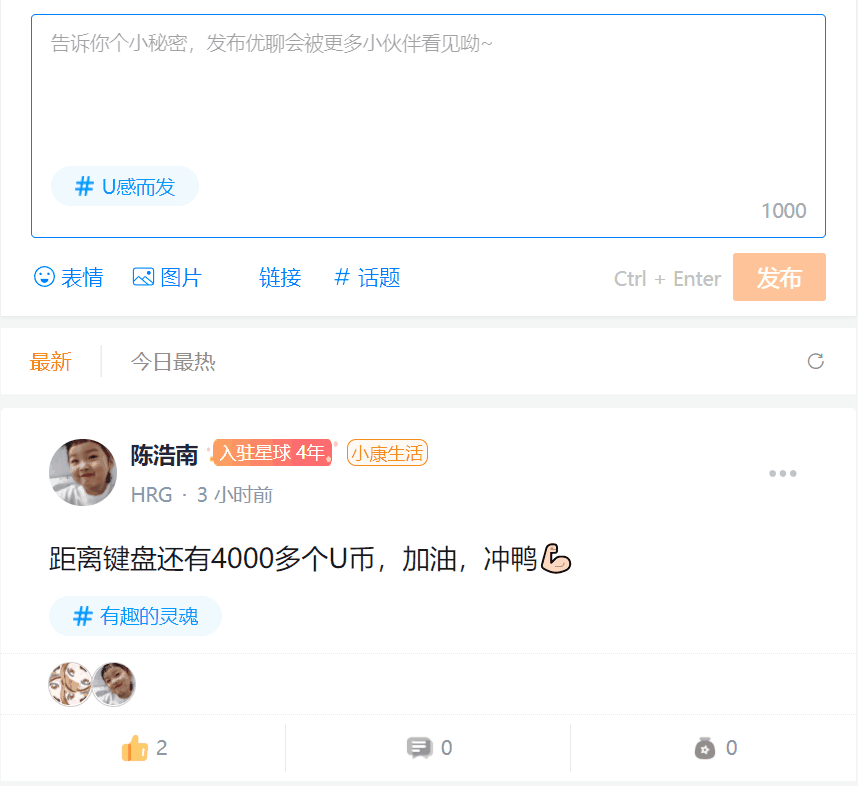 告诉你个小秘密，发布优聊会被更多小伙伴看见呦~
# U感而发
1000
表情 图片 链接 # 话题 Ctrl + Enter 发布
最新 今日最热
陈浩南 入驻星球 4年 小康生活
HRG · 3 小时前
距离键盘还有4000多个U币，加油，冲鸭💪
# 有趣的灵魂
2 0 0